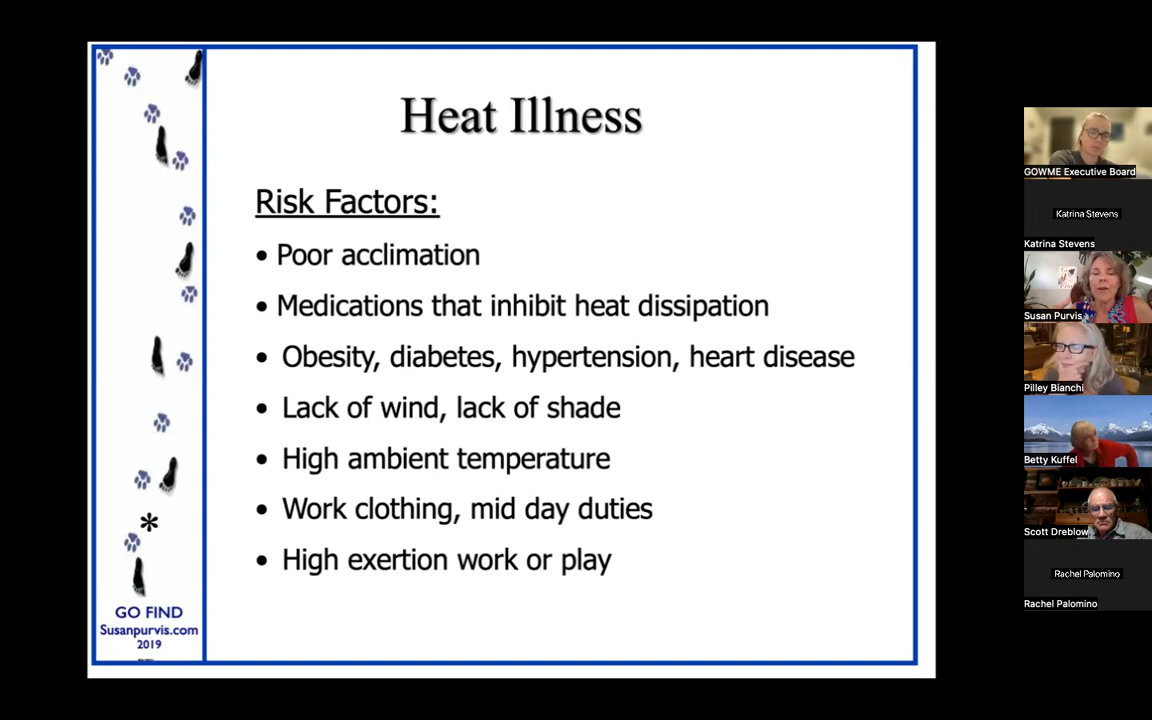 Heat Illness
Risk Factors:
• Poor acclimation
• Medications that inhibit heat dissipation
• Obesity, diabetes, hypertension, heart disease
• Lack of wind, lack of shade
• High ambient temperature
• Work clothing, mid day duties
• High exertion work or play
*
GO FIND
Susanpurvis.com
2019
GOWME Executive Board
Katrina Stevens
Katrina Stevens
Susan Purvis
Pilley Bianchi
Betty Kuffel
Scott Dreblow
Rachel Palomino
Rachel Palomino